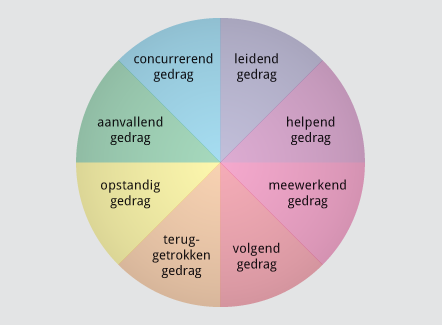 concurrerend
gedrag
leidend
gedrag
helpend
gedrag
meewerkend
gedrag
volgend
gedrag
terug-
getrokken
gedrag
opstandig
gedrag
aanvallend
gedrag